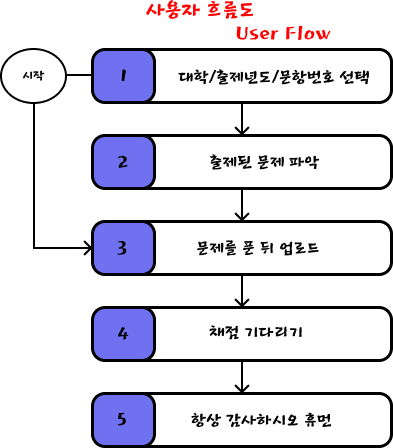 사용자 흐름도
User Flow
시작
1 대학/출제년도/문항번호 선택
2 출제된 문제 파악
3 문제를 푼 뒤 업로드
4 채점 기다리기
5 항상 감사하시오 휴먼